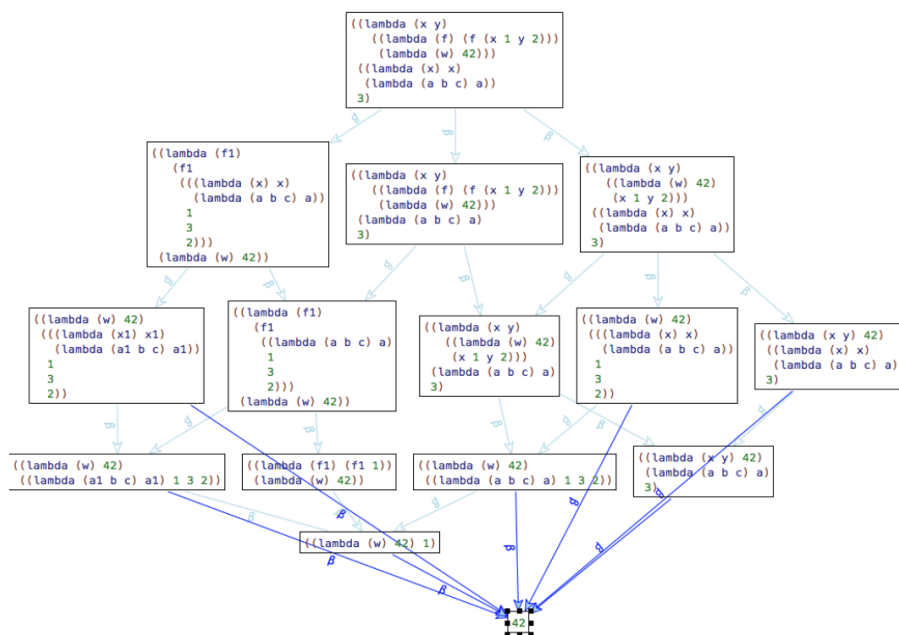 ((lambda (x y)
((lambda (f) (f (x 1 y 2)))
(lambda (w) 42)))
((lambda (x) x)
(lambda (a b c) a))
3)
β
β
β
((lambda (f1)
(f1
(((lambda (x) x)
(lambda (a b c) a))
1
3
2)))
(lambda (w) 42))
((lambda (x y)
((lambda (f) (f (x 1 y 2)))
(lambda (w) 42)))
(lambda (a b c) a)
3)
((lambda (x y)
((lambda (w) 42)
(x 1 y 2)))
((lambda (x) x)
(lambda (a b c) a))
3)
β
β
β
β
β
β
β
((lambda (w) 42)
(((lambda (x1) x1)
(lambda (a1 b c) a1))
1
3
2))
((lambda (f1)
(f1
((lambda (a b c) a)
1
3
2)))
(lambda (w) 42))
((lambda (x y)
((lambda (w) 42)
(x 1 y 2)))
(lambda (a b c) a)
3)
((lambda (w) 42)
(((lambda (x) x)
(lambda (a b c) a))
1
3
2))
((lambda (x y) 42)
((lambda (x) x)
(lambda (a b c) a))
3)
β
β
β
β
β
β
β
((lambda (w) 42)
((lambda (a1 b c) a1) 1 3 2))
((lambda (f1) (f1 1))
(lambda (w) 42))
((lambda (w) 42)
((lambda (a b c) a) 1 3 2))
((lambda (x y) 42)
(lambda (a b c) a)
3)
β
β
β
β
β
β
β
((lambda (w) 42) 1)
β
β
42